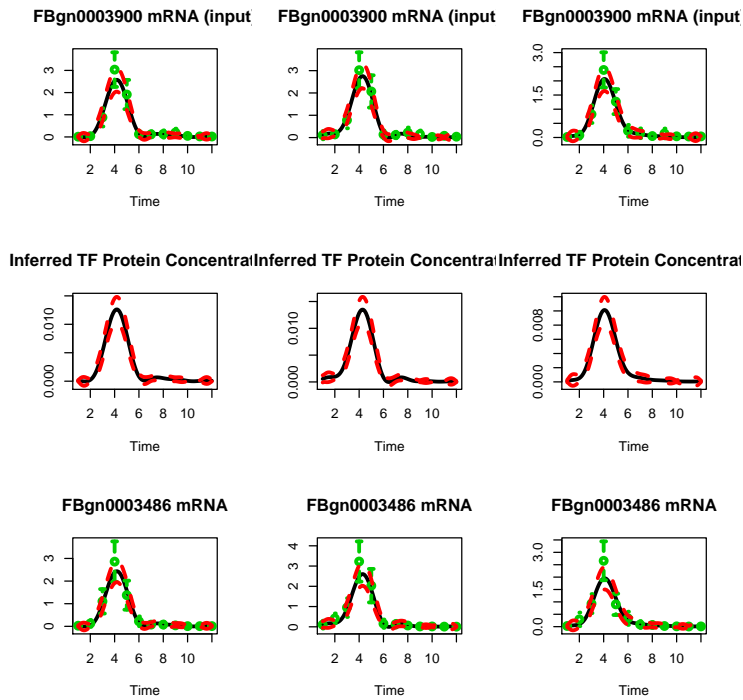 FBgn0003900 mRNA (input) FBgn0003900 mRNA (input FBgn0003900 mRNA (input)
0 1 2 3
0 1 2 3
0.0 1.5 3.0
2 4 6 8 10
2 4 6 8 10
2 4 6 8 10
Time Time Time
Inferred TF Protein Concentrati Inferred TF Protein Concentrati Inferred TF Protein Concentrat
0.000 0.010
0.000 0.010
0.000 0.008
2 4 6 8 10
2 4 6 8 10
2 4 6 8 10
Time Time Time
FBgn0003486 mRNA FBgn0003486 mRNA FBgn0003486 mRNA
0 1 2 3
0 1 2 3 4
0.0 1.5 3.0
2 4 6 8 10
2 4 6 8 10
2 4 6 8 10
Time Time Time